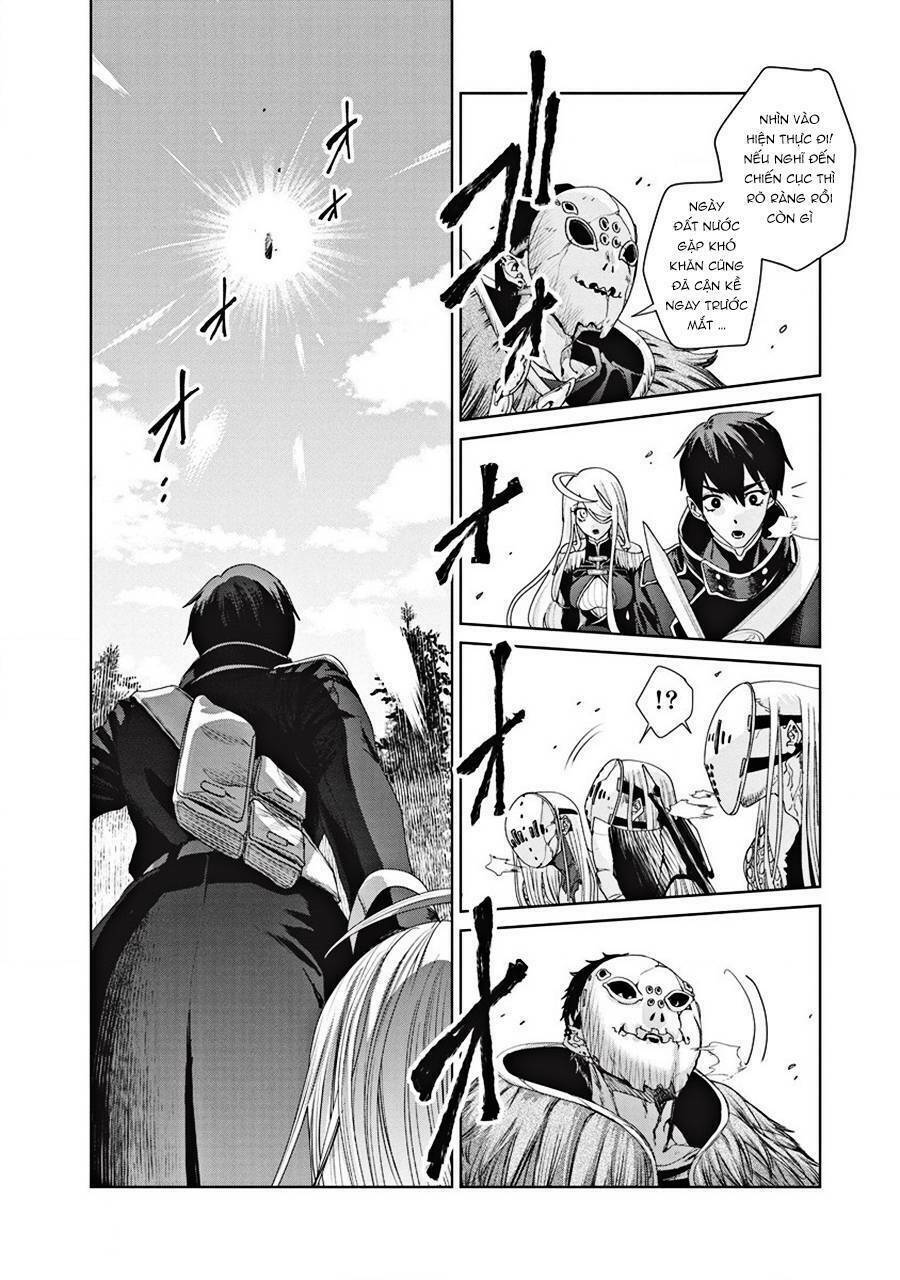 NHÌN VÀO
HIỆN THỰC ĐI!
NẾU NGHĨ ĐẾN
CHIẾN CỤC THÌ
RÕ RÀNG RỒI
CÒN GÌ
NGÀY
ĐẤT NƯỚC
GẶP KHÓ
KHĂN CŨNG
ĐÃ CẬN KỀ
NGAY TRƯỚC
MẮT ...
ブ
オ
オ
オ
!?
オ
オ
オ
オ
オ